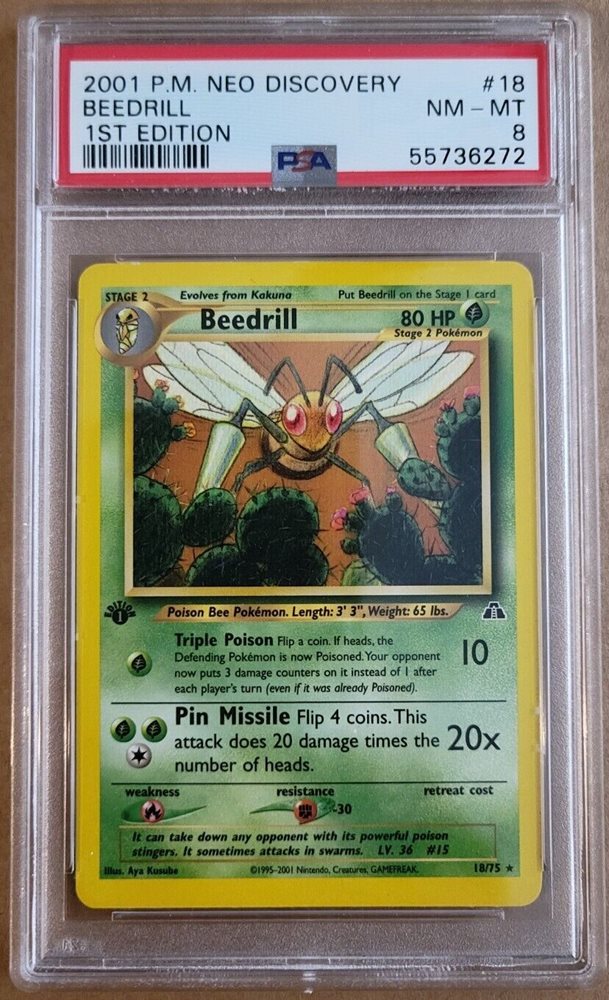 2001 P.M. NEO DISCOVERY #18
BEEDRILL NM - MT
1ST EDITION 8
PSA 55736272
STAGE 2 Evolves from Kakuna Put Beedrill on the Stage 1 card
Beedrill 80 HP
Stage 2 Pokémon
EDITION
1
Poison Bee Pokémon. Length: 3' 3", Weight: 65 lbs.
Triple Poison Flip a coin. If heads, the
Defending Pokémon is now Poisoned. Your opponent
now puts 3 damage counters on it instead of 1 after
each player's turn (even if it was already Poisoned).
10
Pin Missile Flip 4 coins. This
attack does 20 damage times the
number of heads.
20x
weakness resistance retreat cost
-30
It can take down any opponent with its powerful poison
stingers. It sometimes attacks in swarms. LV. 36 #15
Illus. Aya Kusube ©1995-2001 Nintendo, Creatures, GAMEFREAK. 18/75 ★